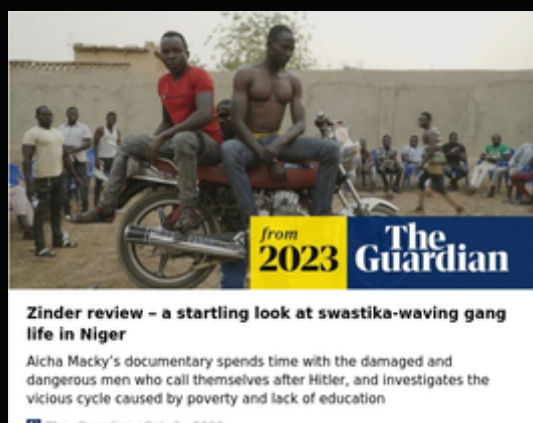 from
2023
The
Guardian
Zinder review – a startling look at swastika-waving gang
life in Niger
Aicha Macky's documentary spends time with the damaged and
dangerous men who call themselves after Hitler, and investigates the
vicious cycle caused by poverty and lack of education